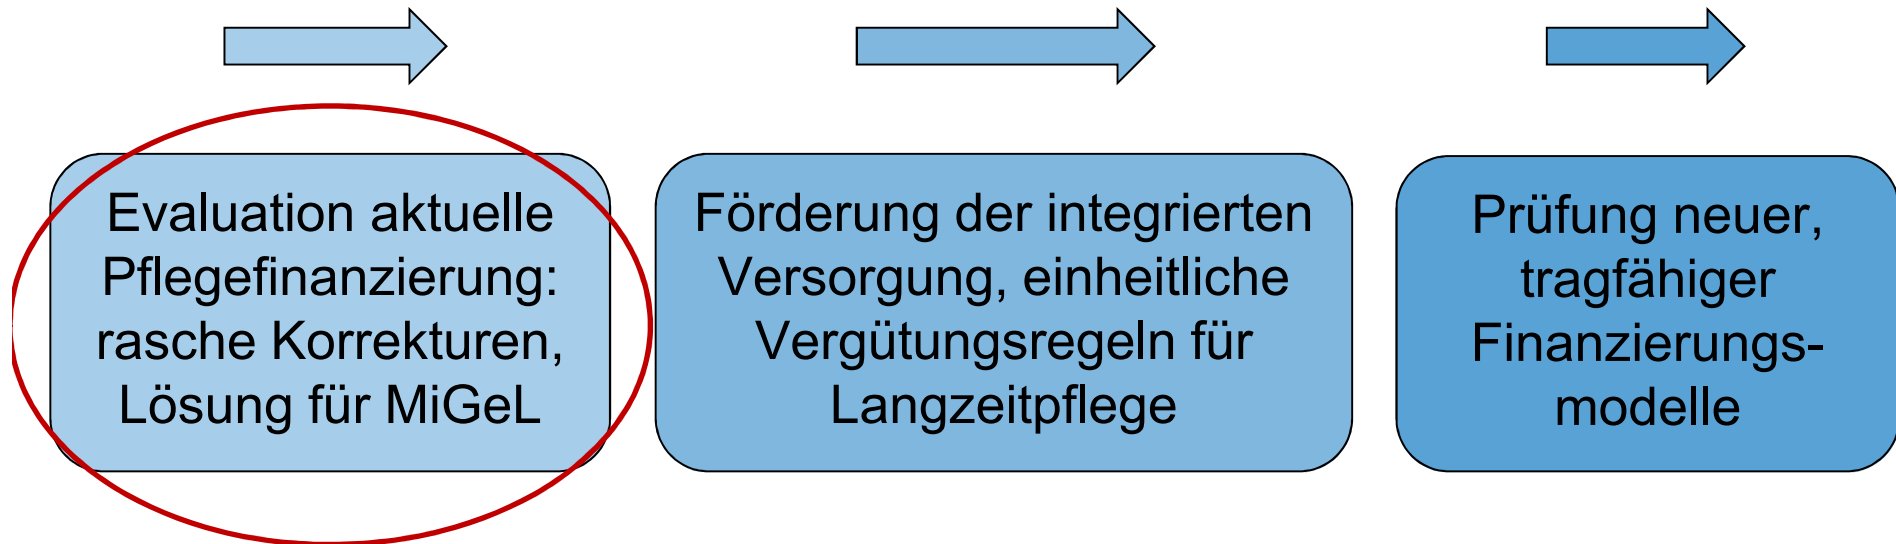 Evaluation aktuelle
Pflegefinanzierung:
rasche Korrekturen,
Lösung für MiGeL
Förderung der integrierten
Versorgung, einheitliche
Vergütungsregeln für
Langzeitpflege
Prüfung neuer,
tragfähiger
Finanzierungs-
modelle